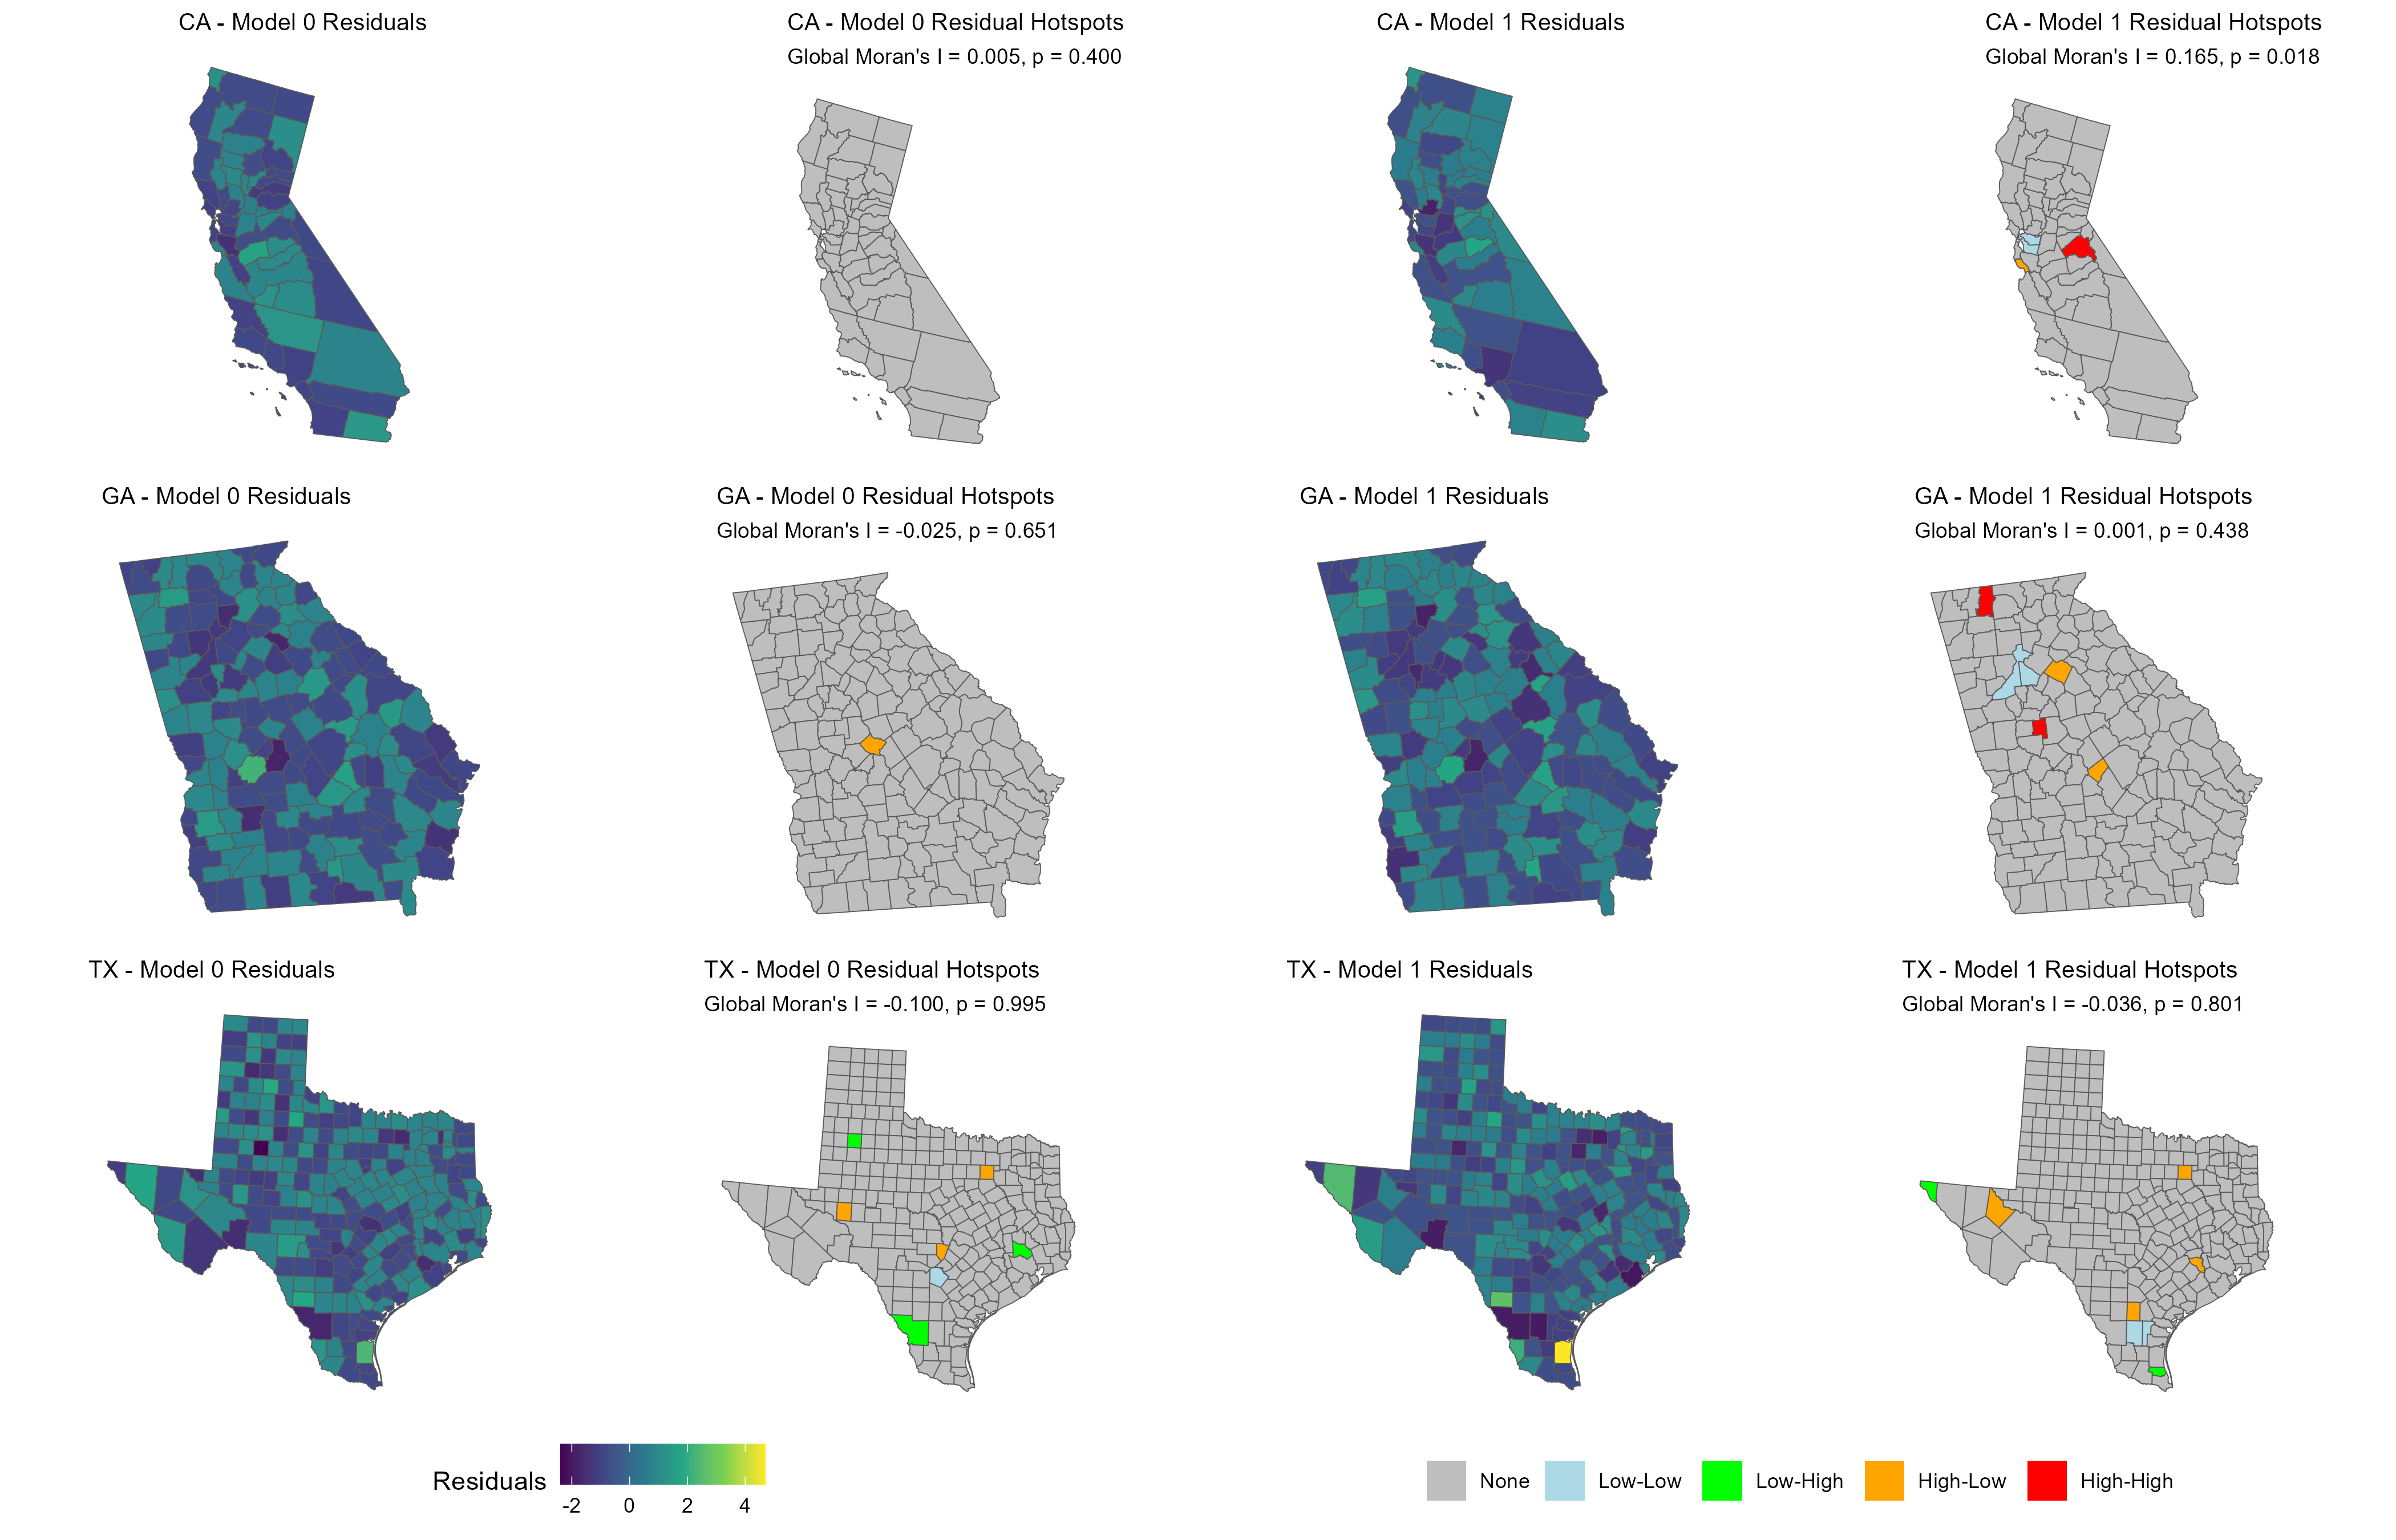 CA - Model 0 Residuals
CA - Model 0 Residual Hotspots
Global Moran's I = 0.005, p = 0.400
CA - Model 1 Residuals
CA - Model 1 Residual Hotspots
Global Moran's I = 0.165, p = 0.018
GA - Model 0 Residuals
GA - Model 0 Residual Hotspots
Global Moran's I = -0.025, p = 0.651
GA - Model 1 Residuals
GA - Model 1 Residual Hotspots
Global Moran's I = 0.001, p = 0.438
TX - Model 0 Residuals
TX - Model 0 Residual Hotspots
Global Moran's I = -0.100, p = 0.995
TX - Model 1 Residuals
TX - Model 1 Residual Hotspots
Global Moran's I = -0.036, p = 0.801
Residuals
-2 0 2 4
None Low-Low Low-High High-Low High-High